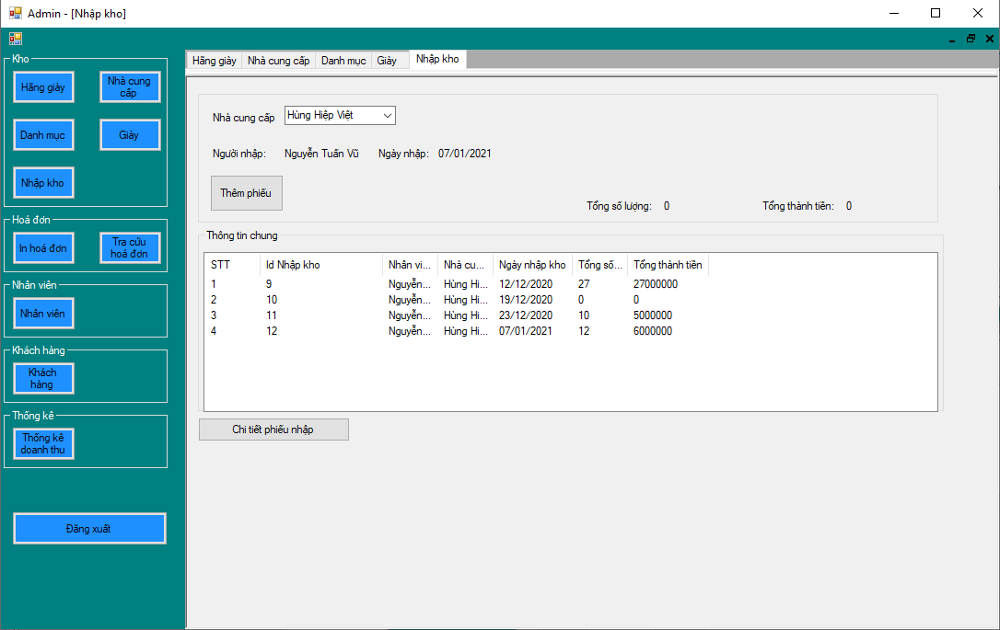 Admin - [Nhập kho]
Kho
Hãng giày
Nhà cung
cấp
Danh mục
Giày
Nhập kho
Hoá đơn
In hoá đơn
Tra cứu
hoá đơn
Nhân viên
Nhân viên
Khách hàng
Khách
hàng
Thống kê
Thống kê
doanh thu
Đăng xuất
Hãng giày Nhà cung cấp Danh mục Giày Nhập kho
Nhà cung cấp Hùng Hiệp Việt
Người nhập: Nguyễn Tuấn Vũ Ngày nhập: 07/01/2021
Thêm phiếu
Tổng số lượng: 0 Tổng thành tiền: 0
Thông tin chung
STT Id Nhập kho Nhân vi... Nhà cu... Ngày nhập kho Tổng số... Tổng thành tiền
1 9 Nguyễn... Hùng Hi... 12/12/2020 27 27000000
2 10 Nguyễn... Hùng Hi... 19/12/2020 0 0
3 11 Nguyễn... Hùng Hi... 23/12/2020 10 5000000
4 12 Nguyễn... Hùng Hi... 07/01/2021 12 6000000
Chi tiết phiếu nhập